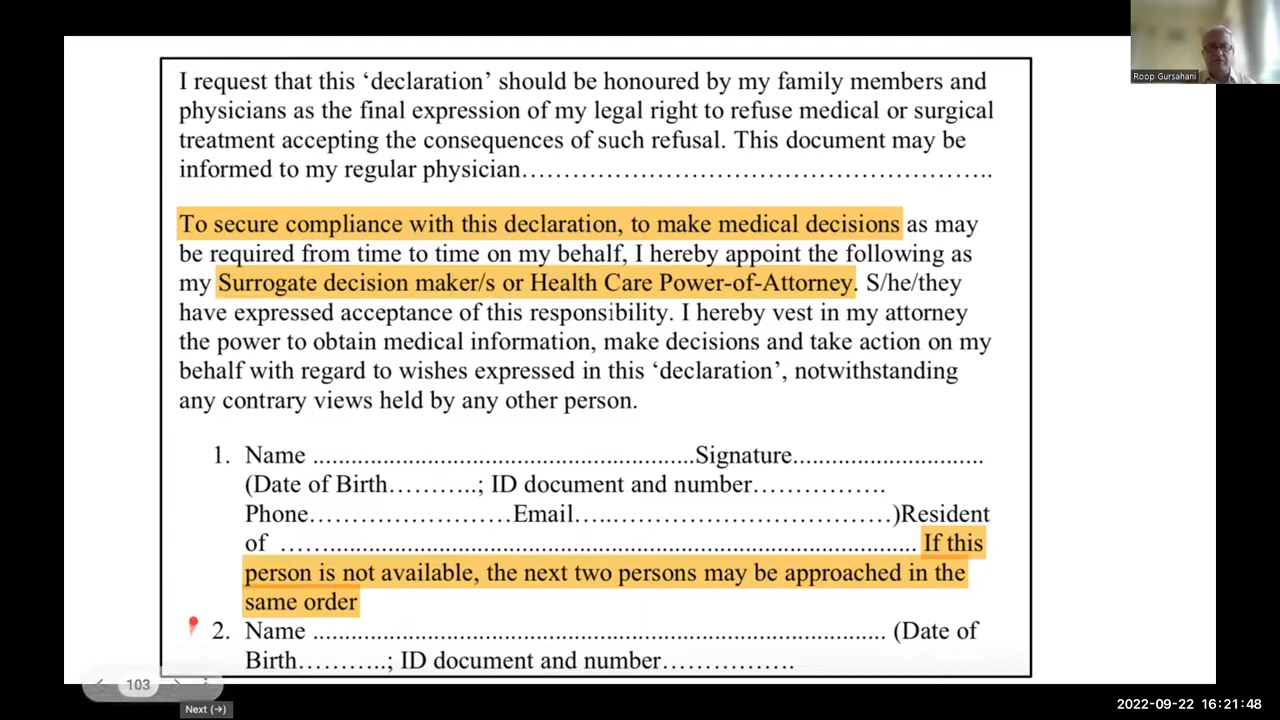 Roop Gursahani
I request that this ‘declaration’ should be honoured by my family members and
physicians as the final expression of my legal right to refuse medical or surgical
treatment accepting the consequences of such refusal. This document may be
informed to my regular physician……………………………………………………..
To secure compliance with this declaration, to make medical decisions as may
be required from time to time on my behalf, I hereby appoint the following as
my Surrogate decision maker/s or Health Care Power-of-Attorney. S/he/they
have expressed acceptance of this responsibility. I hereby vest in my attorney
the power to obtain medical information, make decisions and take action on my
behalf with regard to wishes expressed in this ‘declaration’, notwithstanding
any contrary views held by any other person.
1. Name ......................................................Signature...........................
(Date of Birth………..; ID document and number…………….
Phone……………………Email…..……………………………)Resident
of ……................................................................................... If this
person is not available, the next two persons may be approached in the
same order
2. Name ................................................................................. (Date of
Birth………..; ID document and number…………….
103
Next (→)
2022-09-22 16:21:48